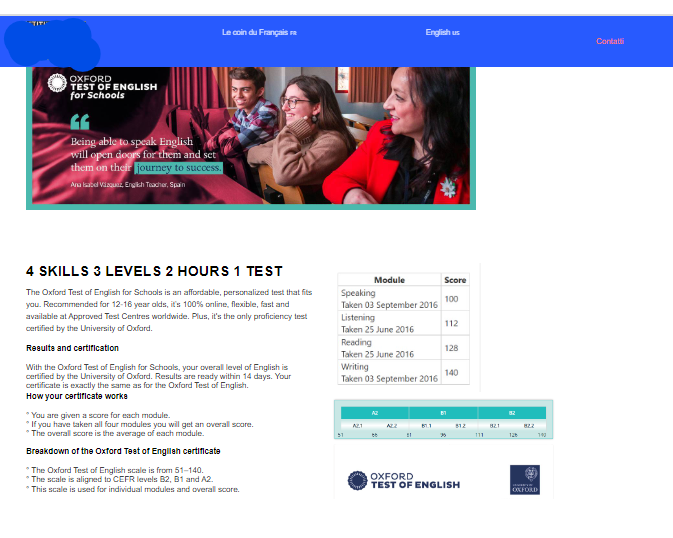 Le coin du Français FR
English US
Contatti
OXFORD
TEST OF ENGLISH
for Schools
Being able to speak English
will open doors for them and set
them on their journey to success.
Ana Isabel Vázquez, English Teacher, Spain
4 SKILLS 3 LEVELS 2 HOURS 1 TEST
The Oxford Test of English for Schools is an affordable, personalized test that fits
you. Recommended for 12-16 year olds, it's 100% online, flexible, fast and
available at Approved Test Centres worldwide. Plus, it's the only proficiency test
certified by the University of Oxford.
Results and certification
With the Oxford Test of English for Schools, your overall level of English is
certified by the University of Oxford. Results are ready within 14 days. Your
certificate is exactly the same as for the Oxford Test of English.
How your certificate works
° You are given a score for each module.
° If you have taken all four modules you will get an overall score.
° The overall score is the average of each module.
Breakdown of the Oxford Test of English certificate
° The Oxford Test of English scale is from 51–140.
° The scale is aligned to CEFR levels B2, B1 and A2.
° This scale is used for individual modules and overall score.
Module Score
Speaking
Taken 03 September 2016 100
Listening
Taken 25 June 2016 112
Reading
Taken 25 June 2016 128
Writing
Taken 03 September 2016 140
A2 B1 B2
A2.1 A2.2 B1.1 B1.2 B2.1 B2.2
51 66 81 96 111 126 140
OXFORD
TEST OF ENGLISH
UNIVERSITY OF
OXFORD